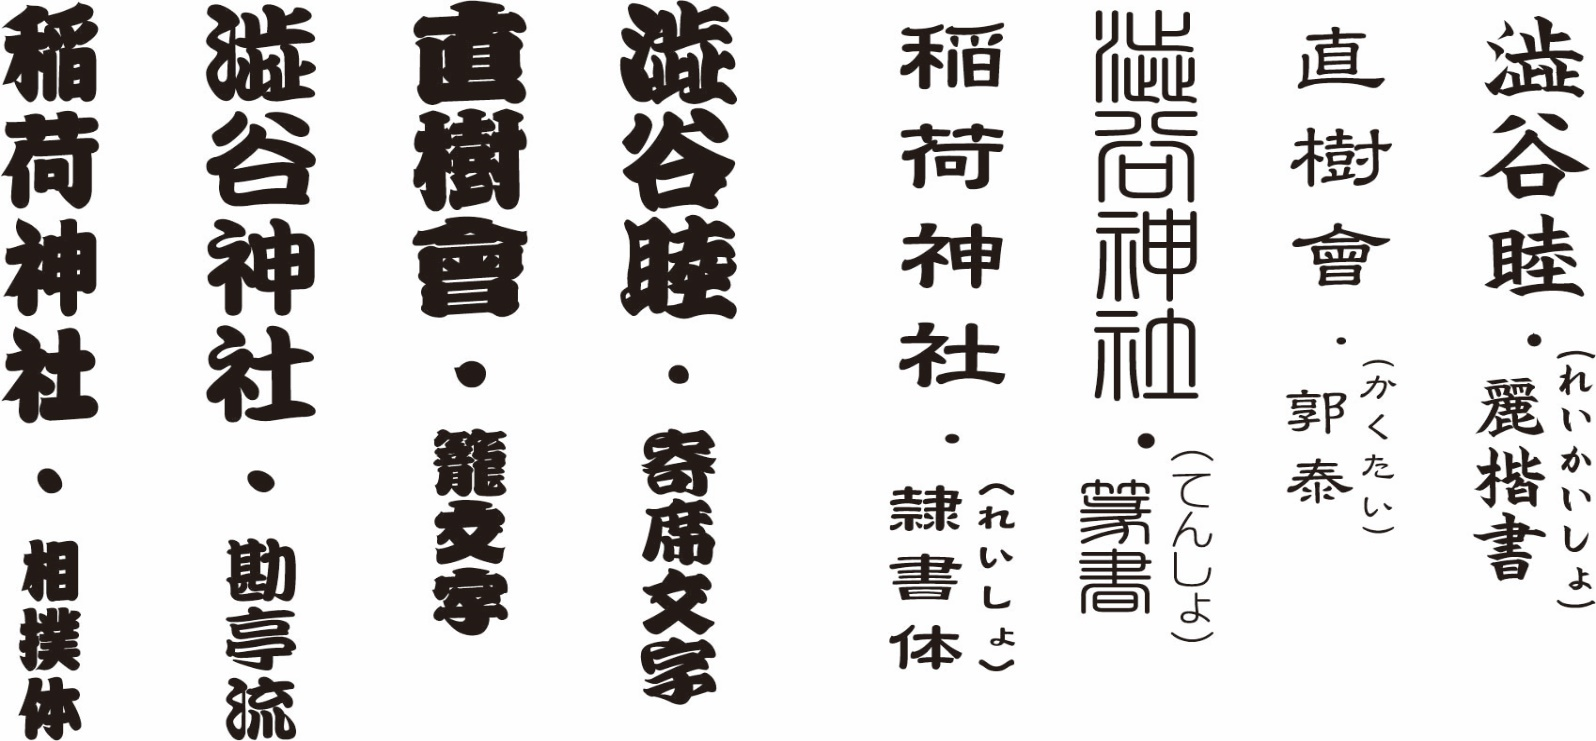 澁谷睦・麗楷書
(れいかいしょ)
直樹會・郭泰
(かくたい)
澁谷神社・篆書
(てんしょ)
稲荷神社・隷書体
(れいしょ)
澁谷睦・寄席文字
直樹會・籠文字
澁谷神社・勘亭流
稲荷神社・相撲体